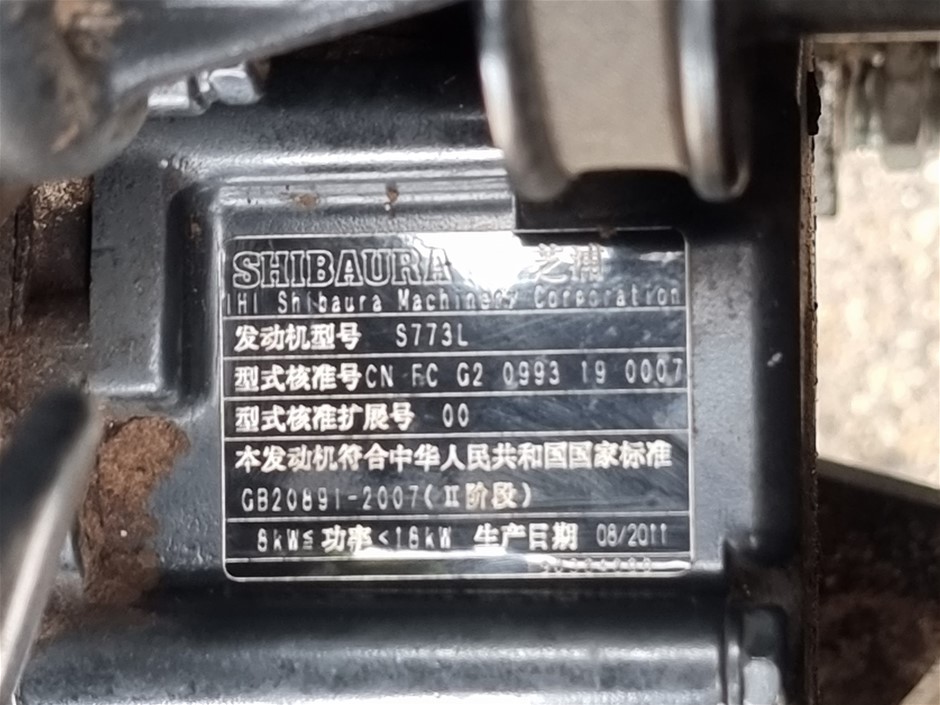 SHIBAURA 芝浦
IHI Shibaura Machinery Corporation
发动机型号 S773L
型式核准号CN FC G2 0993 19 0007
型式核准扩展号 00
本发动机符合中华人民共和国国家标准
GB20891-2007(II阶段)
8kW≤功率<18kW 生产日期 08/2011